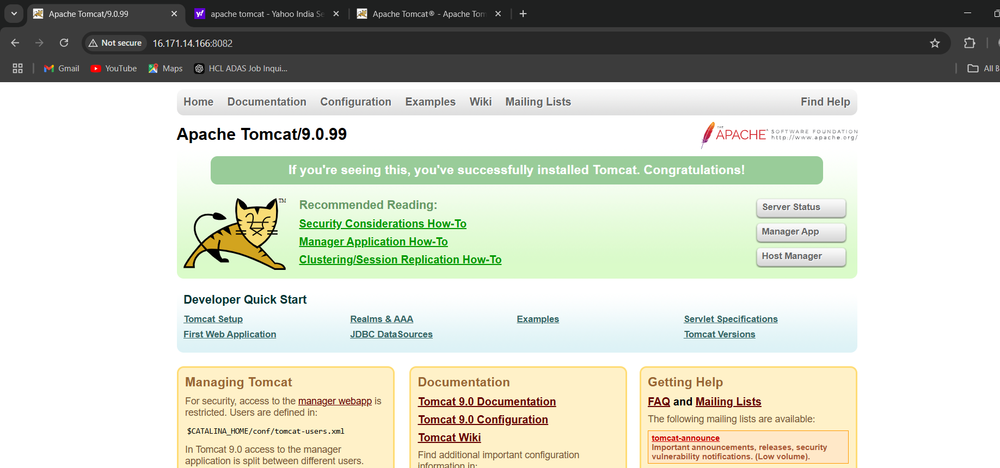 Apache Tomcat/9.0.99
apache tomcat - Yahoo India Se
Apache Tomcat® - Apache Tom
Not secure
16.171.14.166:8082
Gmail
YouTube
Maps
HCL ADAS Job Inqui...
All B
Home Documentation Configuration Examples Wiki Mailing Lists Find Help
Apache Tomcat/9.0.99
THE
APACHE
SOFTWARE FOUNDATION
http://www.apache.org/
If you're seeing this, you've successfully installed Tomcat. Congratulations!
TM
Recommended Reading:
Security Considerations How-To
Manager Application How-To
Clustering/Session Replication How-To
Server Status
Manager App
Host Manager
Developer Quick Start
Tomcat Setup
First Web Application
Realms & AAA
JDBC DataSources
Examples
Servlet Specifications
Tomcat Versions
Managing Tomcat
For security, access to the manager webapp is
restricted. Users are defined in:
$CATALINA_HOME/conf/tomcat-users.xml
In Tomcat 9.0 access to the manager
application is split between different users.
Documentation
Tomcat 9.0 Documentation
Tomcat 9.0 Configuration
Tomcat Wiki
Find additional important configuration
information in:
Getting Help
FAQ and Mailing Lists
The following mailing lists are available:
tomcat-announce
Important announcements, releases, security
vulnerability notifications. (Low volume).